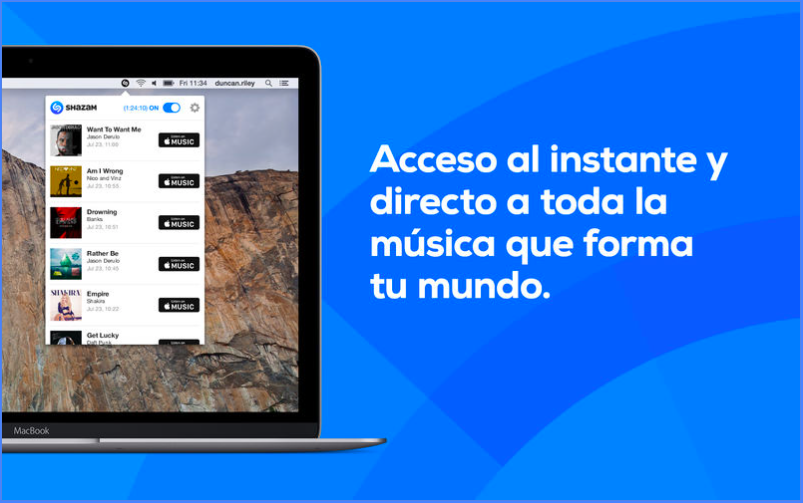 Fri 11:34 duncan.riley
SHAZAM (1:24:10) ON
Want To Want Me
Jason Derulo
Jul 23, 11:00
MUSIC
Am I Wrong
Nico and Vinz
Jul 23, 10:55
MUSIC
Drowning
Banks
Jul 23, 10:51
MUSIC
Rather Be
Jason Derulo
Jul 23, 10:45
MUSIC
SHAKIRA
Empire
Shakira
Jul 23, 10:22
MUSIC
Get Lucky
Daft Punk
MUSIC
MacBook
Acceso al instante y
directo a toda la
música que forma
tu mundo.